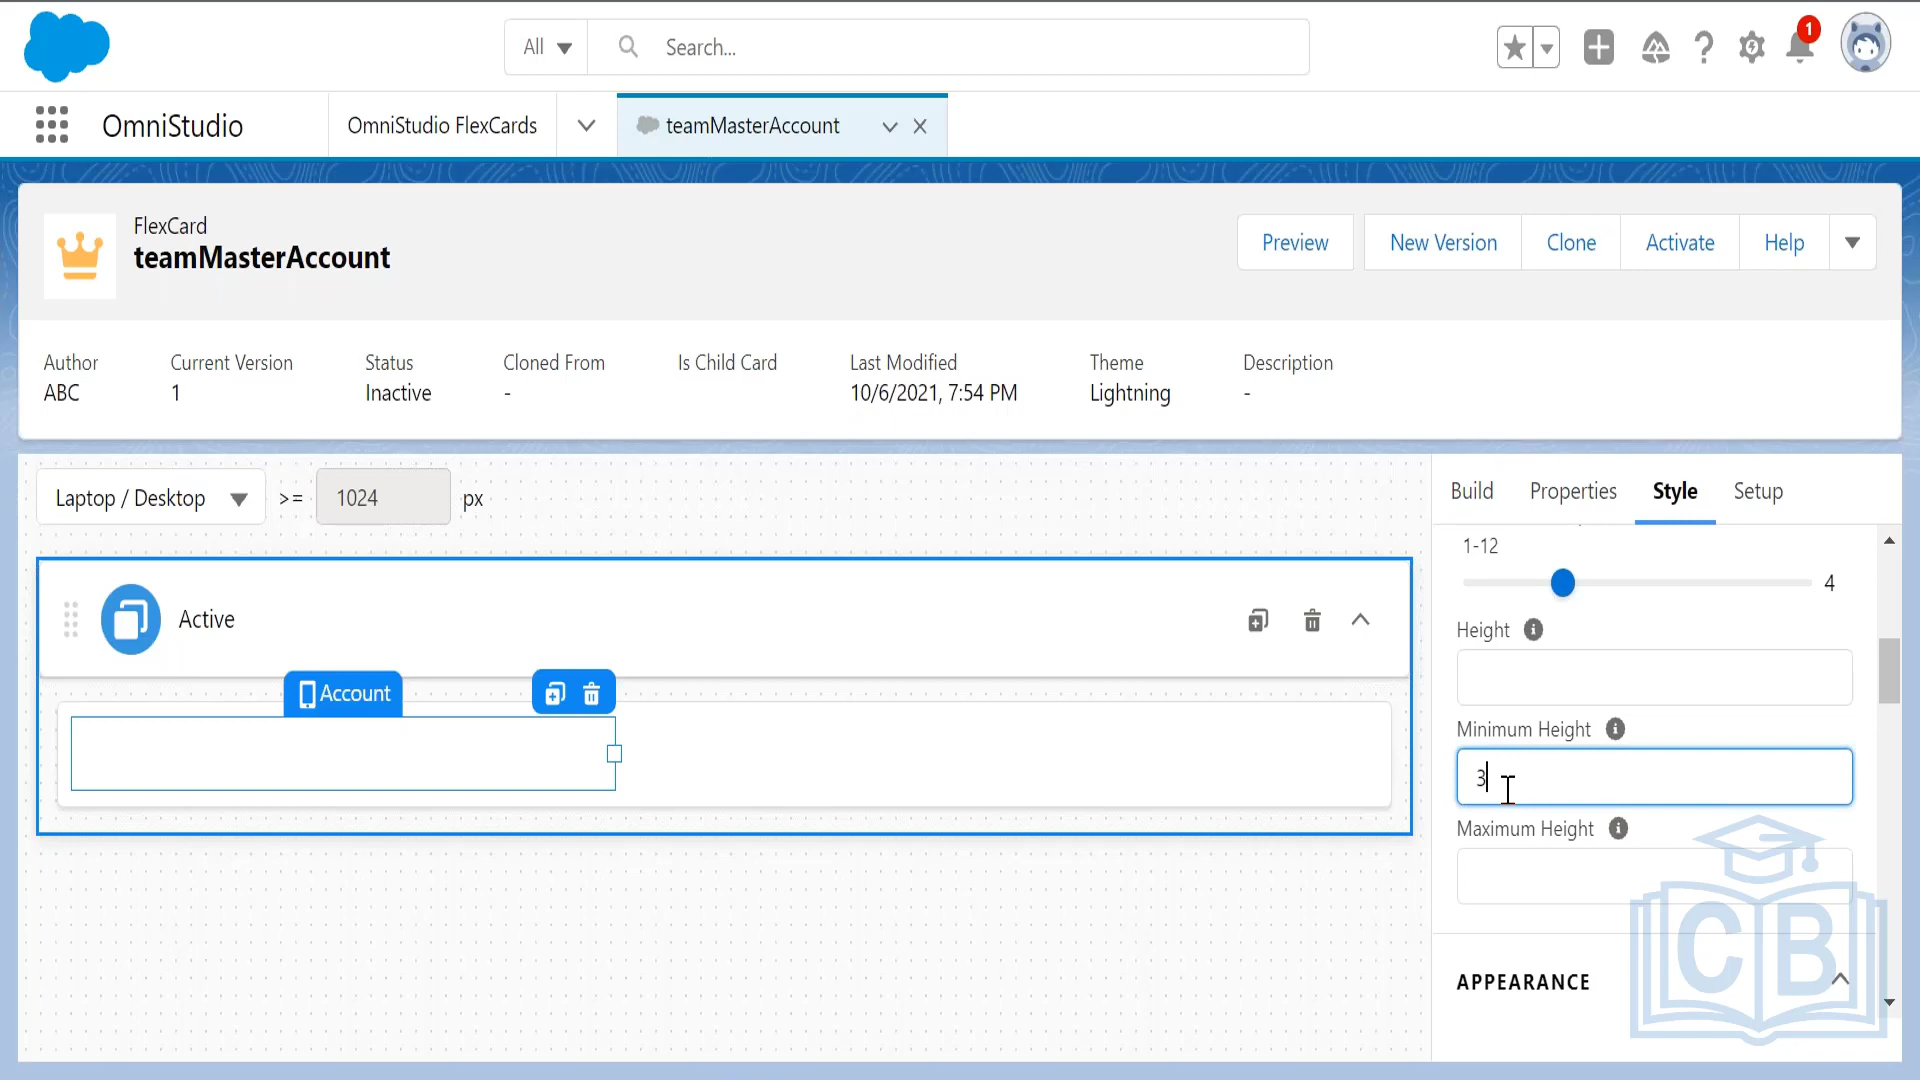 All
Search...
1
OmniStudio
OmniStudio FlexCards
teamMasterAccount
FlexCard
teamMasterAccount
Preview
New Version
Clone
Activate
Help
Author
ABC
Current Version
1
Status
Inactive
Cloned From
-
Is Child Card
Last Modified
10/6/2021, 7:54 PM
Theme
Lightning
Description
-
Laptop / Desktop
>=
1024
px
Build
Properties
Style
Setup
1-12
4
Active
Account
Height
Minimum Height
3
Maximum Height
APPEARANCE
CB